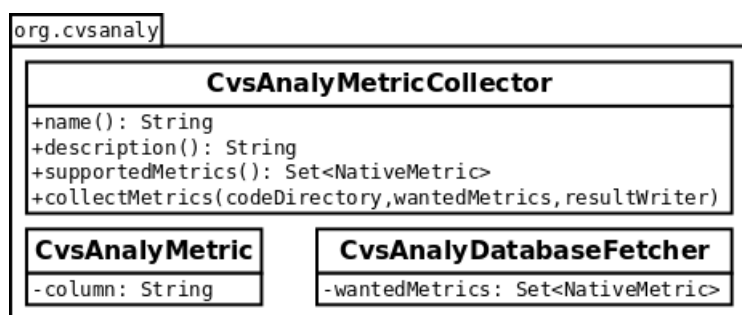 org.cvsanaly
CvsAnalyMetricCollector
+name(): String
+description(): String
+supportedMetrics(): Set<NativeMetric>
+collectMetrics(codeDirectory,wantedMetrics,resultWriter)
CvsAnalyMetric
-column: String
CvsAnalyDatabaseFetcher
-wantedMetrics: Set<NativeMetric>